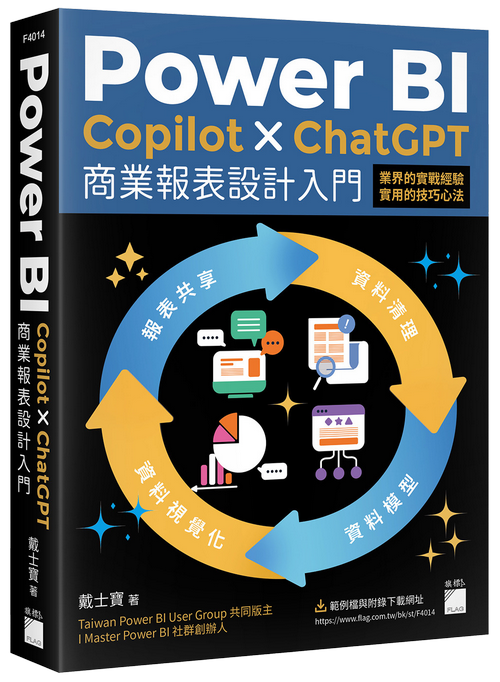 F4014
Power BI
Copilot × ChatGPT
商業報表設計入門
戴士寶 著
旗標
FLAG
Power BI
Copilot × ChatGPT
商業報表設計入門
業界的實戰經驗
實用的技巧心法
報表共享
資料清理
資料視覺化
資料模型
戴士寶 著
Taiwan Power BI User Group 共同版主
I Master Power BI 社群創辦人
範例檔與附錄下載網址
https://www.flag.com.tw/bk/st/F4014
旗標
FLAG